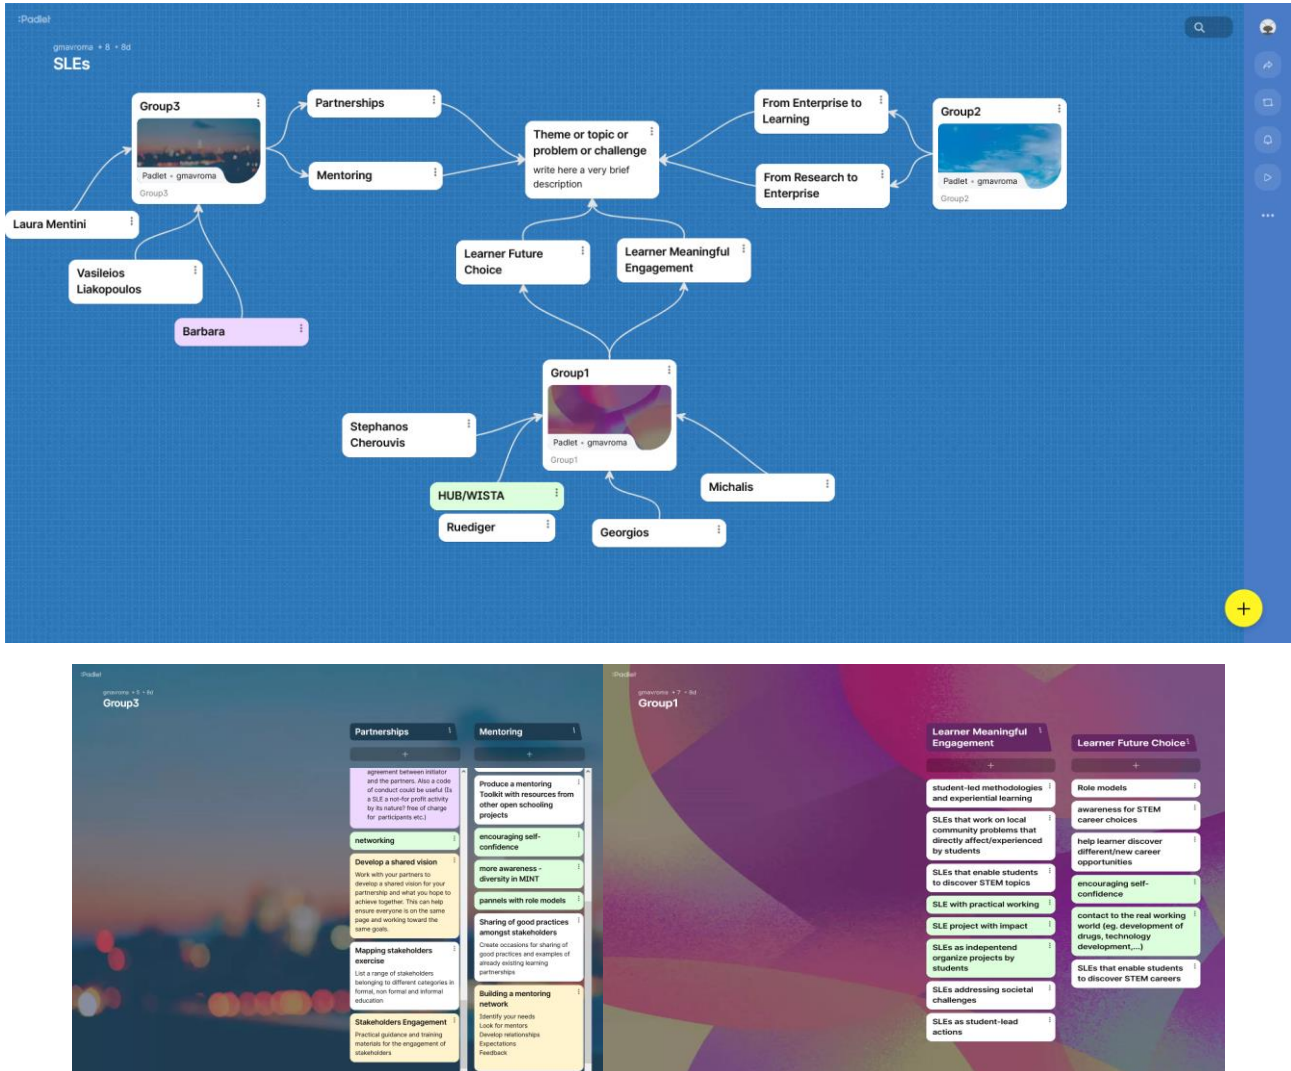 :Padlet
gmavroma • 8 • 8d
SLEs
Group3
Padlet • gmavroma
Group3
Partnerships
Mentoring
Laura Mentini
Vasileios
Liakopoulos
Barbara
Theme or topic or
problem or challenge
write here a very brief
description
From Enterprise to
Learning
From Research to
Enterprise
Group2
Padlet • gmavroma
Group2
Learner Future
Choice
Learner Meaningful
Engagement
Group1
Padlet • gmavroma
Group1
Stephanos
Cherouvis
HUB/WISTA
Ruediger
Georgios
Michalis
:Padlet
gmavroma • 5 • 8d
Group3
Partnerships
agreement between initiator
and the partners. Also a code
of conduct could be useful (Is
a SLE a not-for profit activity
by its nature? free of charge
for participants etc.)
networking
Develop a shared vision
Work with your partners to
develop a shared vision for your
partnership and what you hope to
achieve together. This can help
ensure everyone is on the same
page and working toward the
same goals.
Mapping stakeholders
exercise
List a range of stakeholders
belonging to different categories in
formal, non formal and informal
education
Stakeholders Engagement
Practical guidance and training
materials for the engagement of
stakeholders
Mentoring
Produce a mentoring
Toolkit with resources from
other open schooling
projects
encouraging self-
confidence
more awareness -
diversity in MINT
pannels with role models
Sharing of good practices
amongst stakeholders
Create occasions for sharing of
good practices and examples of
already existing learning
partnerships
Building a mentoring
network
Identify your needs
Look for mentors
Develop relationships
Expectations
Feedback
:Padlet
gmavroma • 7 • 8d
Group1
Learner Meaningful
Engagement
student-led methodologies
and experiential learning
SLEs that work on local
community problems that
directly affect/experienced
by students
SLEs that enable students
to discover STEM topics
SLE with practical working
SLE project with impact
SLEs as independend
organize projects by
students
SLEs addressing societal
challenges
SLEs as student-lead
actions
Learner Future Choice
Role models
awareness for STEM
career choices
help learner discover
different/new career
opportunities
encouraging self-
confidence
contact to the real working
world (eg. development of
drugs, technology
development,...)
SLEs that enable students
to discover STEM careers